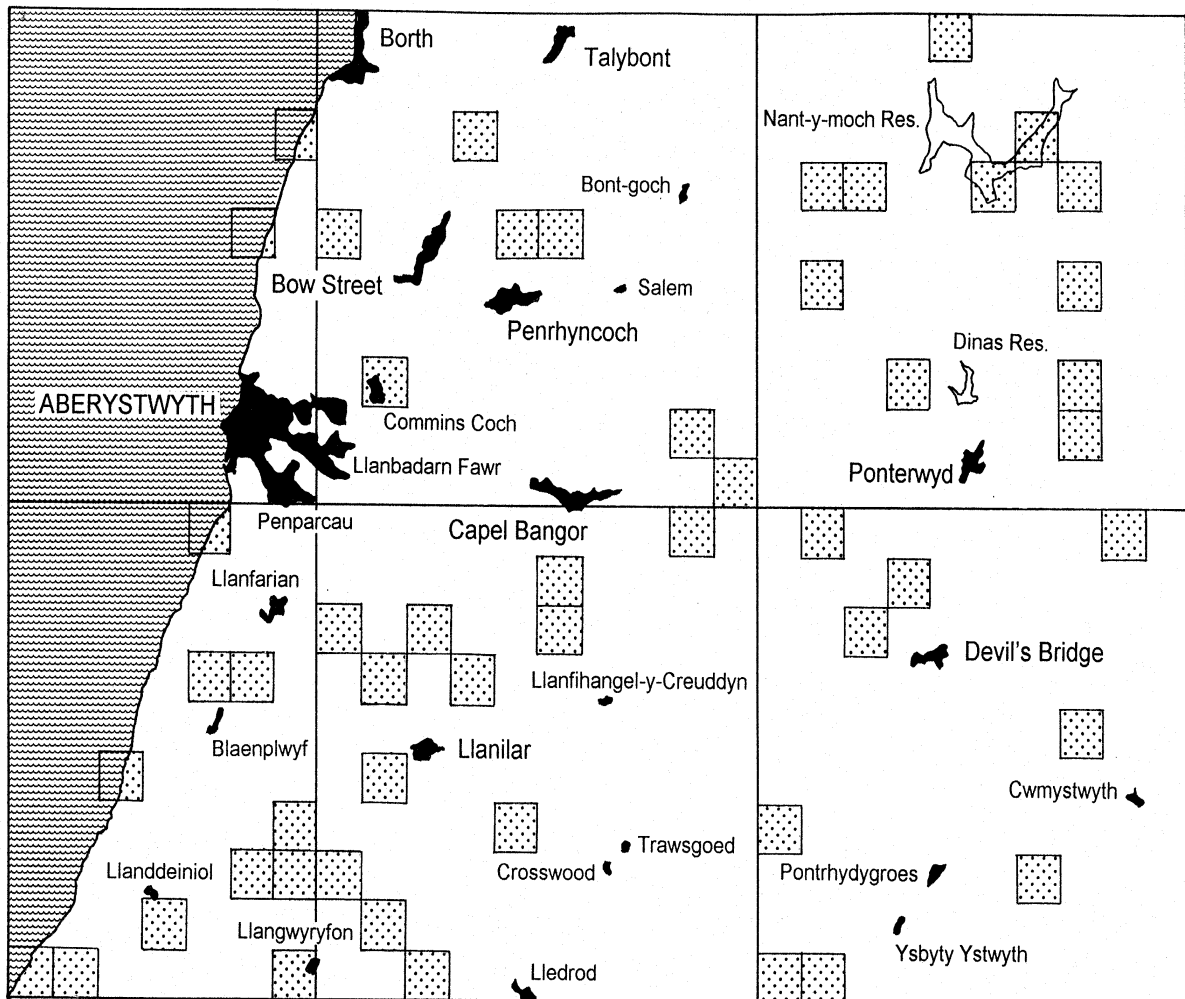 Borth
Talybont
Nant-y-moch Res.
Bont-goch
Bow Street
Salem
Penrhyncoch
Dinas Res.
ABERYSTWYTH
Commins Coch
Llanbadarn Fawr
Ponterwyd
Penparcau
Capel Bangor
Llanfarian
Devil's Bridge
Llanfihangel-y-Creuddyn
Blaenplwyf
Llanilar
Cwmystwyth
Trawsgoed
Llanddeiniol
Crosswood
Pontrhydygroes
Llangwyryfon
Ysbyty Ystwyth
Lledrod